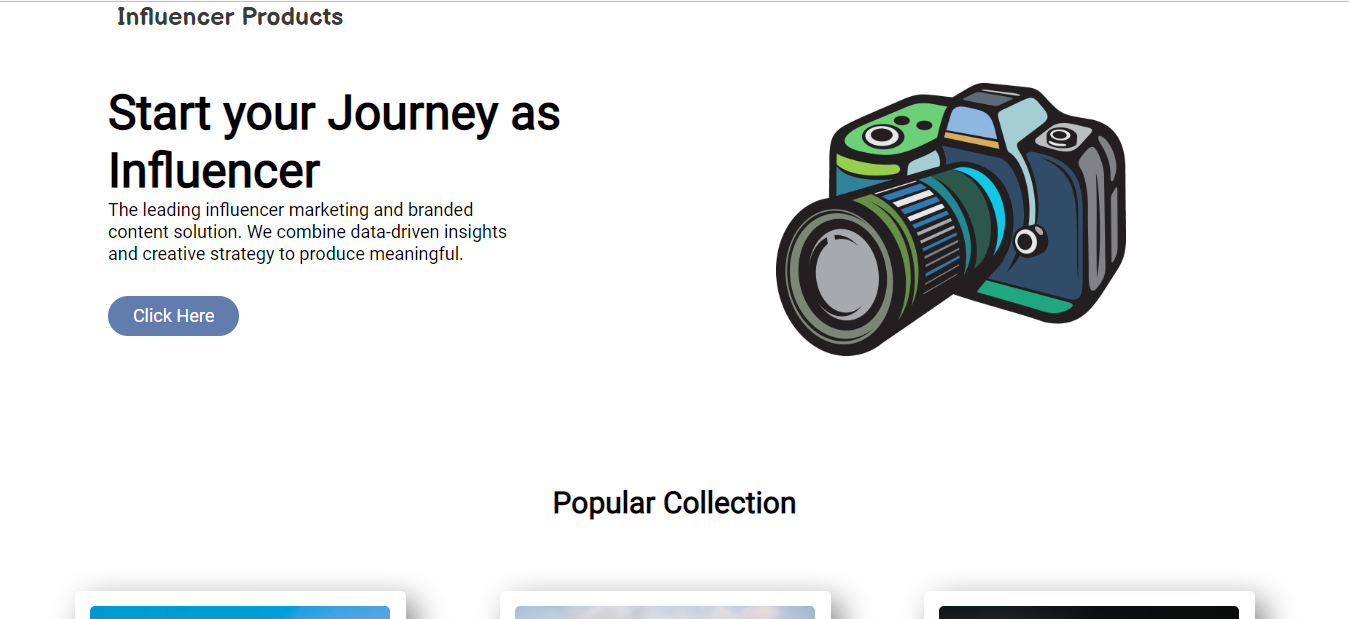 Influencer Products
Start your Journey as
Influencer
The leading influencer marketing and branded
content solution. We combine data-driven insights
and creative strategy to produce meaningful.
Click Here
Popular Collection